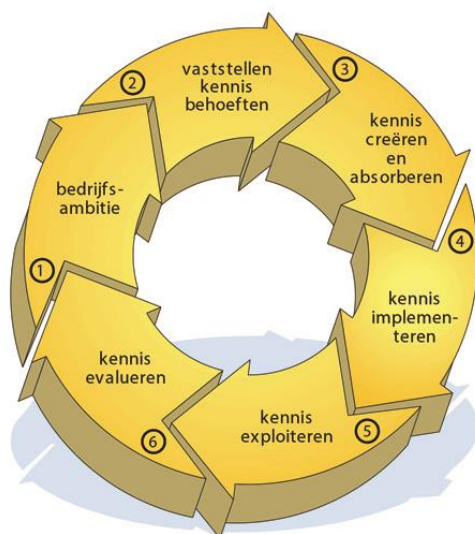 1
bedrijfs-
ambitie
2
vaststellen
kennis
behoeften
3
kennis
creëren
en
absorberen
4
kennis
implemen-
teren
5
kennis
exploiteren
6
kennis
evalueren